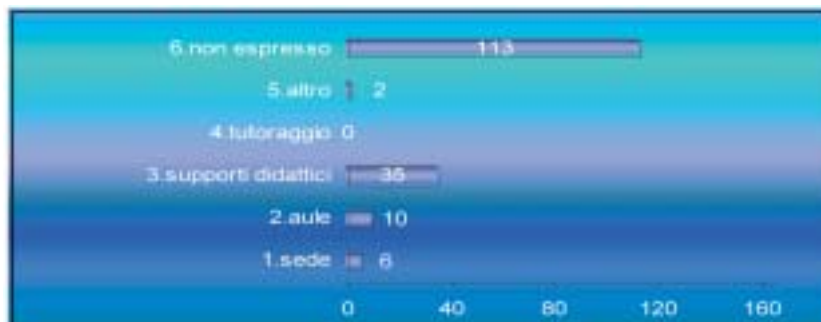 6.non espresso 113
5.altro 2
4.tutoraggio 0
3.supporti didattici 35
2.aule 10
1.sede 6
0 40 80 120 160